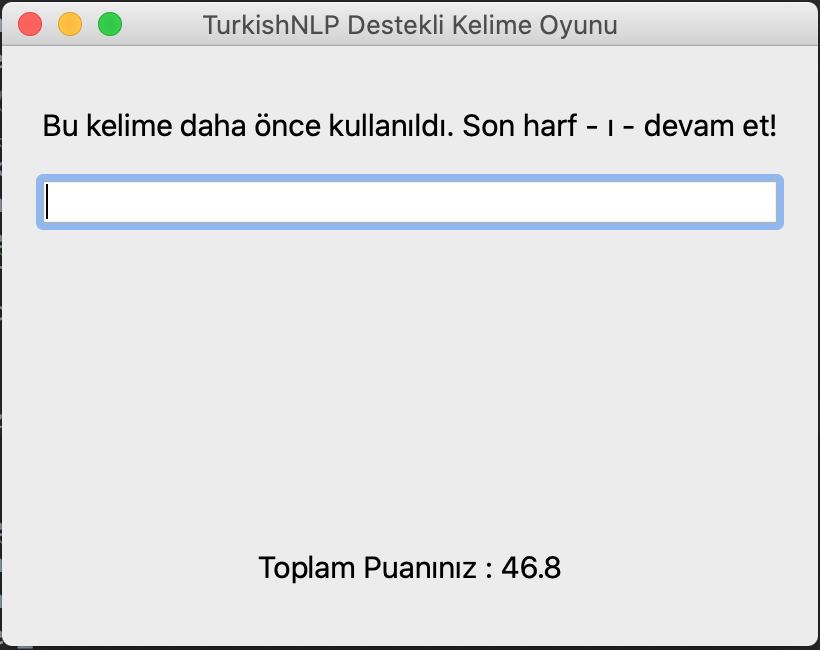 TurkishNLP Destekli Kelime Oyunu
Bu kelime daha önce kullanıldı. Son harf - ı - devam et!
Toplam Puanınız : 46.8